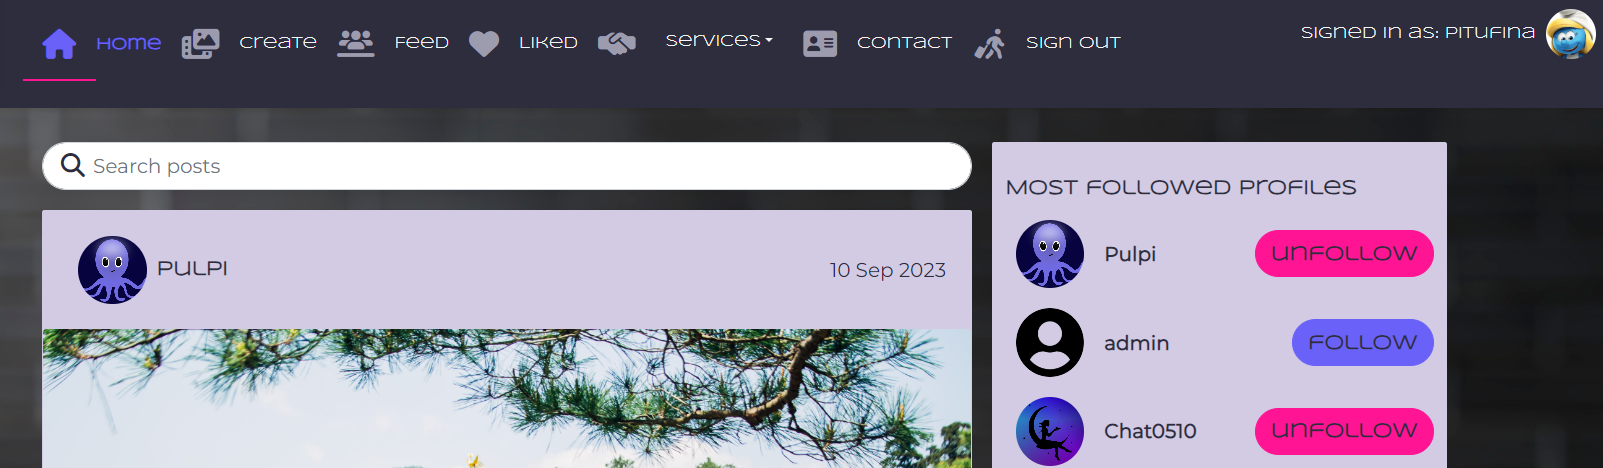 Home Create Feed Liked Services Contact Sign out Signed in as: Pitufina
Search posts
Pulpi 10 Sep 2023
Most followed profiles
Pulpi unfollow
admin follow
Chat0510 unfollow